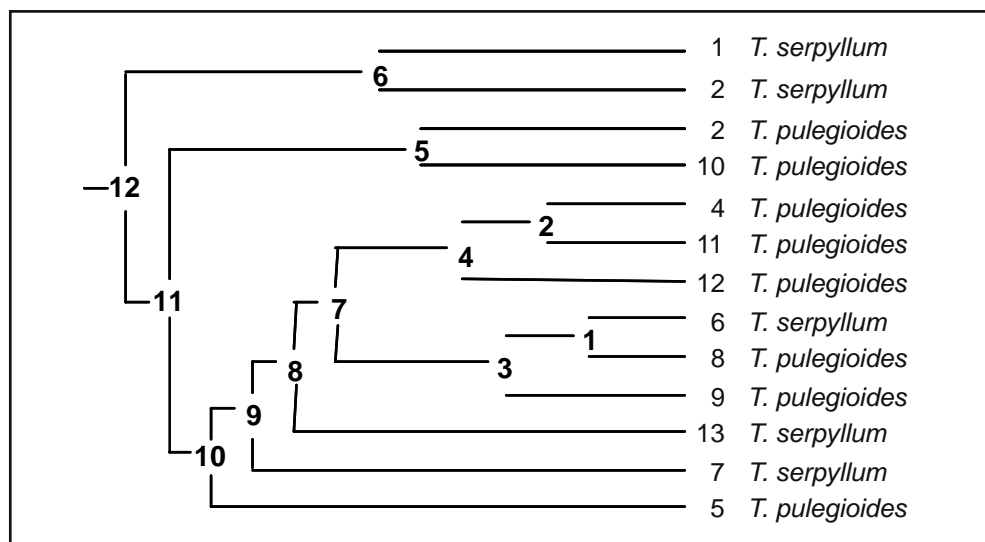 1 T. serpyllum
6
2 T. serpyllum
2 T. pulegioides
5
10 T. pulegioides
12
4 T. pulegioides
2
11 T. pulegioides
4
12 T. pulegioides
11
7
6 T. serpyllum
1
8 T. pulegioides
3
8
9 T. pulegioides
9
13 T. serpyllum
10
7 T. serpyllum
5 T. pulegioides